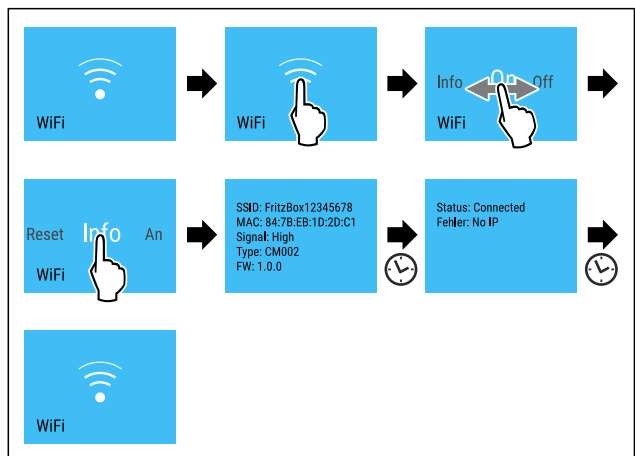 WiFi
WiFi
Info On Off
WiFi
Reset Info An
WiFi
SSID: FritzBox12345678
MAC: 84:7B:EB:1D:2D:C1
Signal: High
Type: CM002
FW: 1.0.0
Status: Connected
Fehler: No IP
WiFi